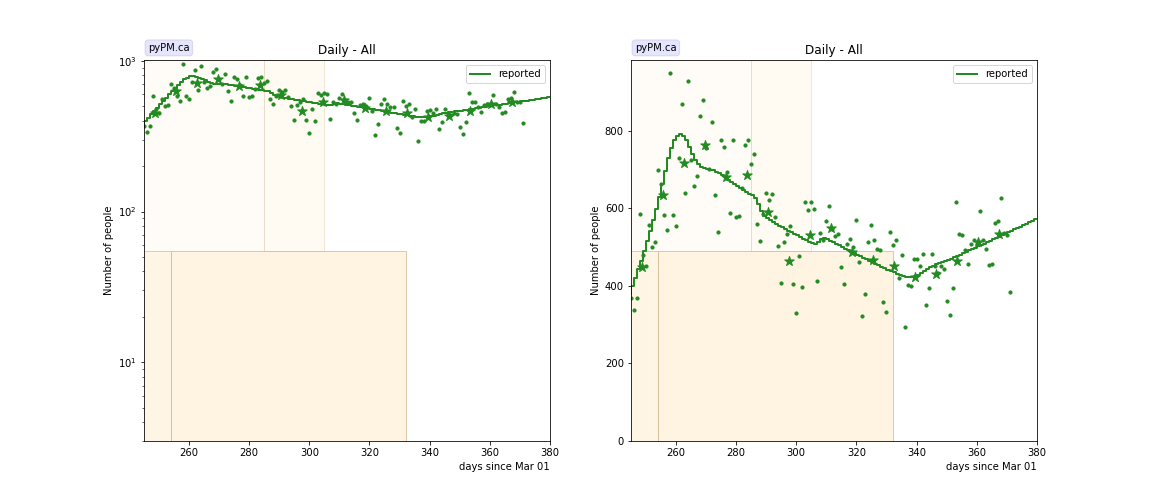 pyPM.ca
Daily - All
reported
Number of people
10³
10²
10¹
260 280 300 320 340 360 380
days since Mar 01
pyPM.ca
Daily - All
reported
Number of people
800
600
400
200
0
260 280 300 320 340 360 380
days since Mar 01